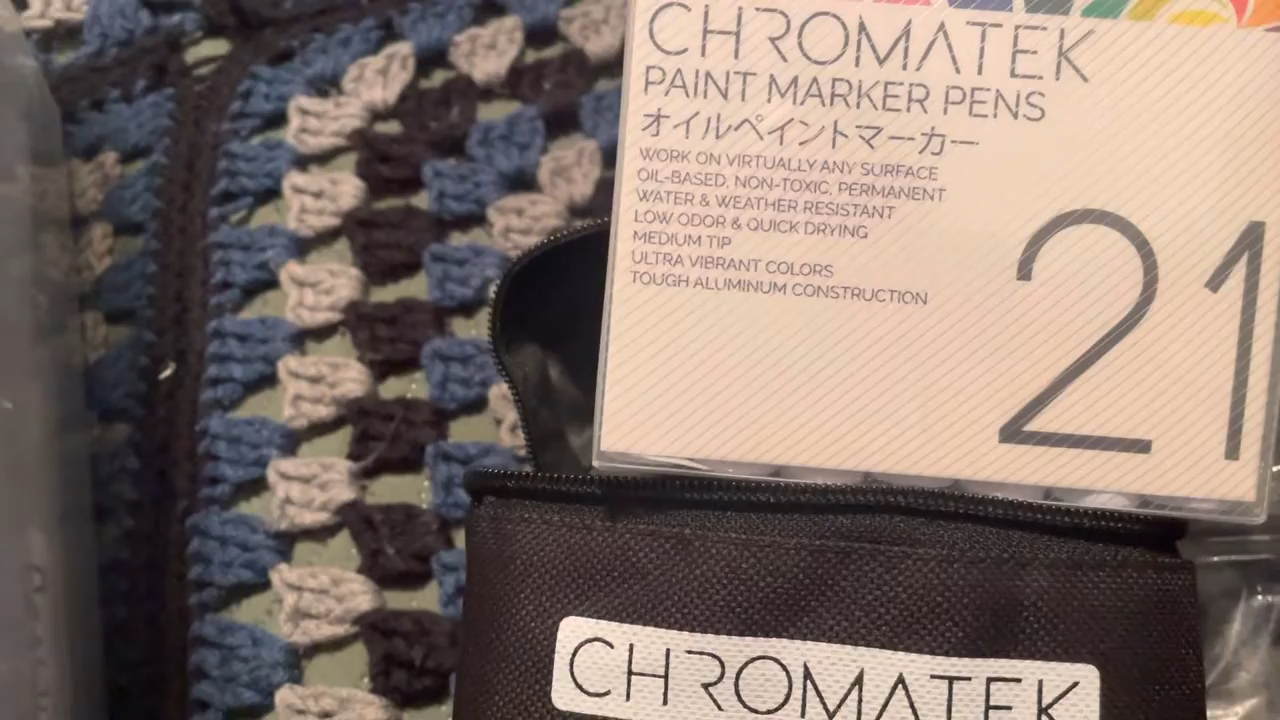 CHROMATEK
PAINT MARKER PENS
オイルペイントマーカー
WORK ON VIRTUALLY ANY SURFACE
OIL-BASED, NON-TOXIC, PERMANENT
WATER & WEATHER RESISTANT
LOW ODOR & QUICK DRYING
MEDIUM TIP
ULTRA VIBRANT COLORS
TOUGH ALUMINUM CONSTRUCTION
21
CHROMATEK